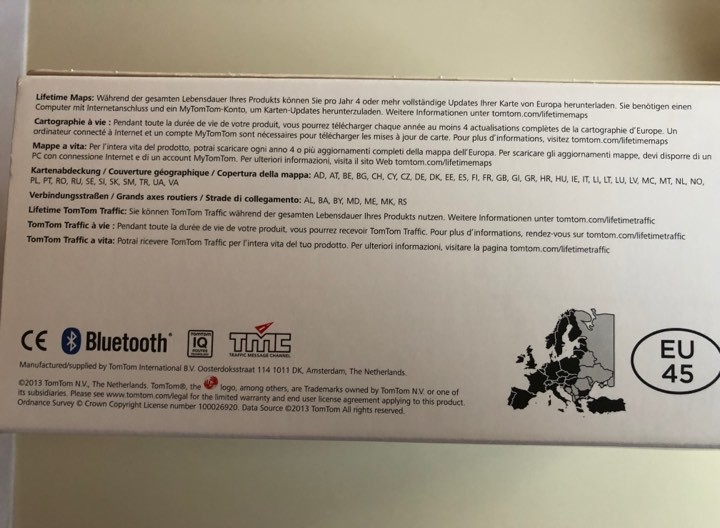 Lifetime Maps: Während der gesamten Lebensdauer Ihres Produkts können Sie pro Jahr 4 oder mehr vollständige Updates Ihrer Karte von Europa herunterladen. Sie benötigen einen
Computer mit Internetanschluss und ein MyTomTom-Konto, um Karten-Updates herunterzuladen. Weitere Informationen unter tomtom.com/lifetimemaps
Cartographie à vie : Pendant toute la durée de vie de votre produit, vous pourrez télécharger chaque année au moins 4 actualisations complètes de la cartographie d'Europe. Un
ordinateur connecté à Internet et un compte MyTomTom sont nécessaires pour télécharger les mises à jour de carte. Pour plus d'informations, visitez tomtom.com/lifetimemaps
Mappe a vita: Per l'intera vita del prodotto, potrai scaricare ogni anno 4 o più aggiornamenti completi della mappa dell'Europa. Per scaricare gli aggiornamenti mappe, devi disporre di un
PC con connessione Internet e di un account MyTomTom. Per ulteriori informazioni, visita il sito Web tomtom.com/lifetimemaps
Kartenabdeckung / Couverture géographique / Copertura della mappa: AD, AT, BE, BG, CH, CY, CZ, DE, DK, EE, ES, FI, FR, GB, GI, GR, HR, HU, IE, IT, LI, LT, LU, LV, MC, MT, NL, NO,
PL, PT, RO, RU, SE, SI, SK, SM, TR, UA, VA
Verbindungsstraßen / Grands axes routiers / Strade di collegamento: AL, BA, BY, MD, ME, MK, RS
Lifetime TomTom Traffic: Sie können TomTom Traffic während der gesamten Lebensdauer Ihres Produkts nutzen. Weitere Informationen unter tomtom.com/lifetimetraffic
TomTom Traffic à vie : Pendant toute la durée de vie de votre produit, vous pourrez recevoir TomTom Traffic. Pour plus d'informations, rendez-vous sur tomtom.com/lifetimetraffic
TomTom Traffic a vita: Potrai ricevere TomTom Traffic per l'intera vita del tuo prodotto. Per ulteriori informazioni, visitare la pagina tomtom.com/lifetimetraffic
CE Bluetooth® IQ TMC
TRAFFIC MESSAGE CHANNEL
EU
45
Manufactured/supplied by TomTom International B.V. Oosterdoksstraat 114 1011 DK, Amsterdam, The Netherlands.
©2013 TomTom N.V., The Netherlands. TomTom®, the logo, among others, are Trademarks owned by TomTom N.V. or one of
its subsidiaries. Please see www.tomtom.com/legal for the limited warranty and end user license agreement applying to this product.
Ordnance Survey © Crown Copyright License number 100026920. Data Source ©2013 TomTom All rights reserved.